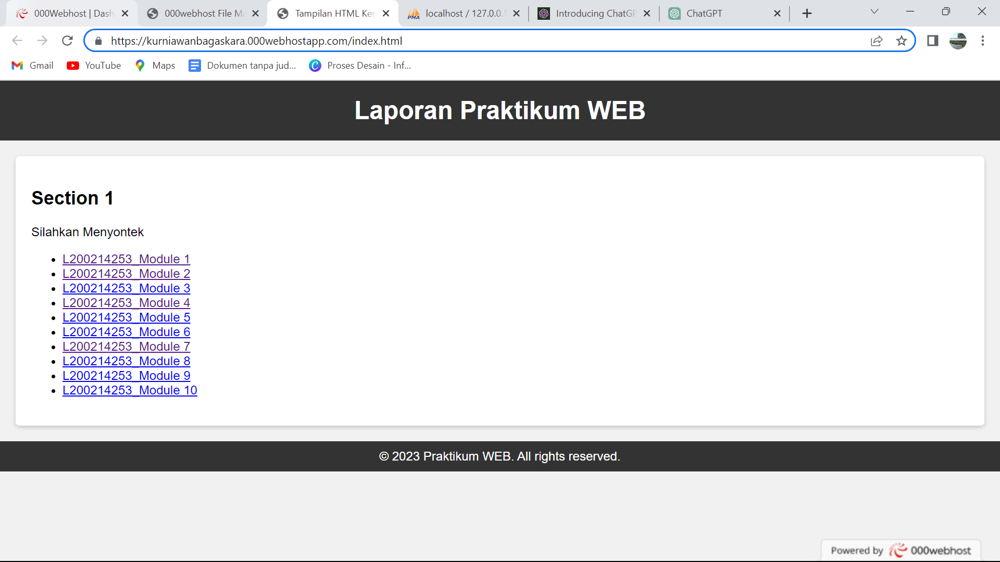 000Webhost | Dash
000webhost File Ma
Tampilan HTML Ker
localhost / 127.0.0.1
Introducing ChatGP
ChatGPT
https://kurniawanbagaskara.000webhostapp.com/index.html
Gmail
YouTube
Maps
Dokumen tanpa jud...
Proses Desain - Inf...
Laporan Praktikum WEB
Section 1
Silahkan Menyontek
L200214253_Module 1
L200214253_Module 2
L200214253_Module 3
L200214253_Module 4
L200214253_Module 5
L200214253_Module 6
L200214253_Module 7
L200214253_Module 8
L200214253_Module 9
L200214253_Module 10
© 2023 Praktikum WEB. All rights reserved.
Powered by 000webhost